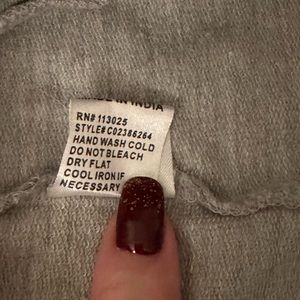 IN INDIA
RN# 113025
STYLE# C02386264
HAND WASH COLD
DO NOT BLEACH
DRY FLAT
COOL IRON IF
NECESSARY